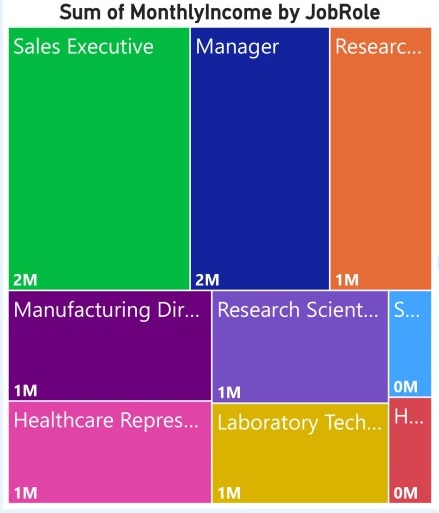 Sum of MonthlyIncome by JobRole
Sales Executive
2M
Manager
2M
Researc...
1M
Manufacturing Dir...
1M
Research Scient...
1M
S...
0M
Healthcare Repres...
1M
Laboratory Tech...
1M
H...
0M